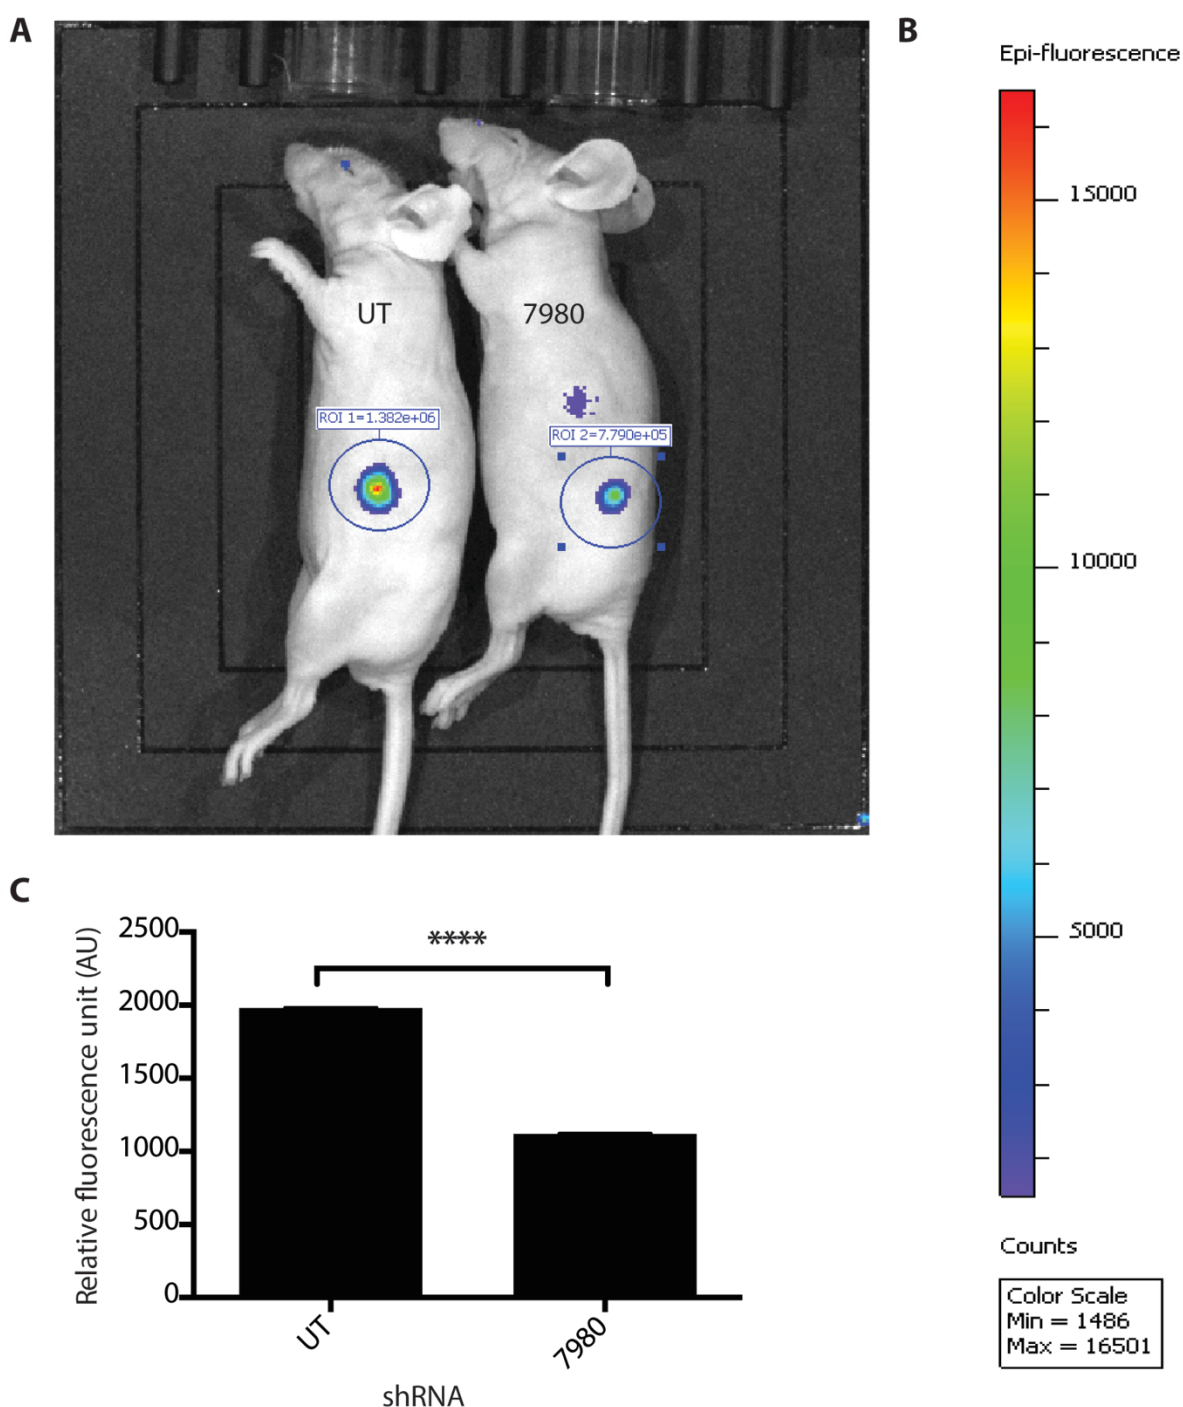 A
UT
7980
ROI 1=1.382e+06
ROI 2=7.790e+05
B
Epi-fluorescence
15000
10000
5000
Counts
Color Scale
Min = 1486
Max = 16501
C
Relative fluorescence unit (AU)
2500
2000
1500
1000
500
0
****
UT
7980
shRNA